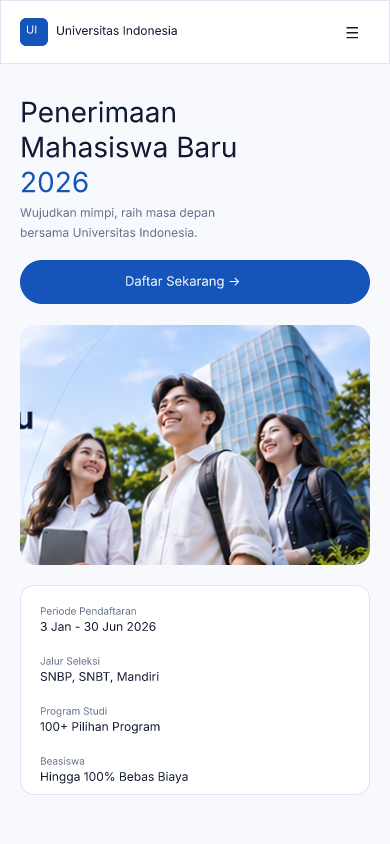 UI
Universitas Indonesia
☰
Penerimaan
Mahasiswa Baru
2026
Wujudkan mimpi, raih masa depan
bersama Universitas Indonesia.
Daftar Sekarang →
u
Periode Pendaftaran
3 Jan - 30 Jun 2026
Jalur Seleksi
SNBP, SNBT, Mandiri
Program Studi
100+ Pilihan Program
Beasiswa
Hingga 100% Bebas Biaya